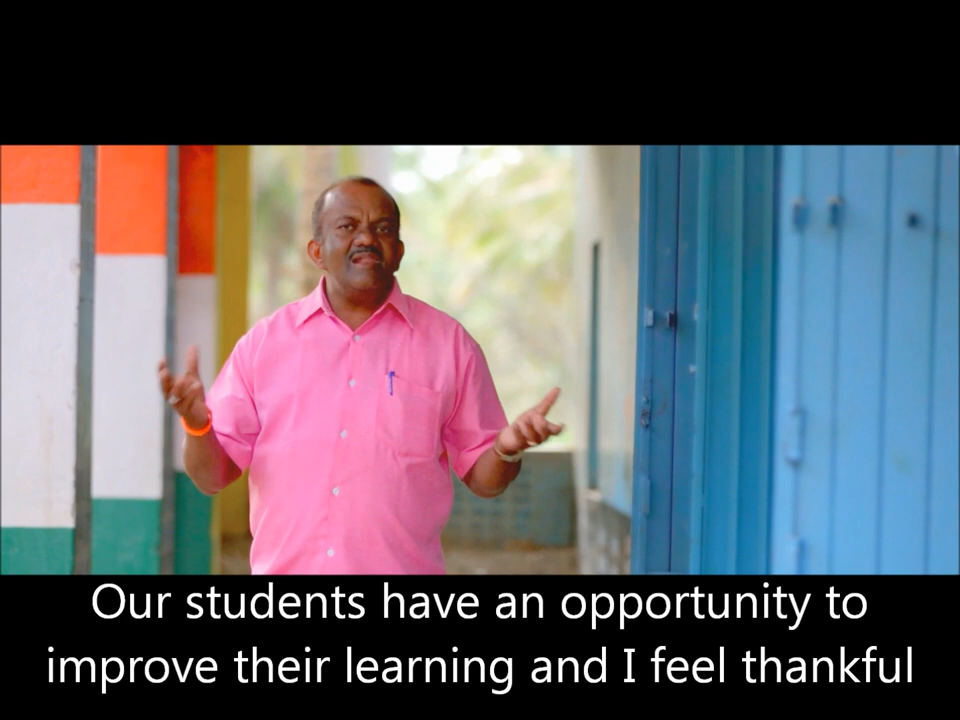 Our students have an opportunity to
improve their learning and I feel thankful